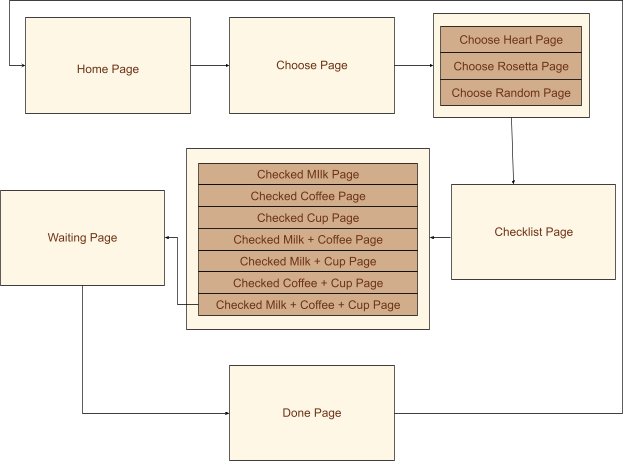 Home Page
Choose Page
Choose Heart Page
Choose Rosetta Page
Choose Random Page
Checklist Page
Checked MIlk Page
Checked Coffee Page
Checked Cup Page
Checked Milk + Coffee Page
Checked Milk + Cup Page
Checked Coffee + Cup Page
Checked Milk + Coffee + Cup Page
Waiting Page
Done Page